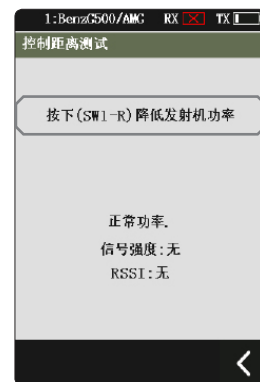 1:BenzG500/AMG RX TX
控制距离测试
按下(SW1-R)降低发射机功率
正常功率.
信号强度:无
RSSI:无